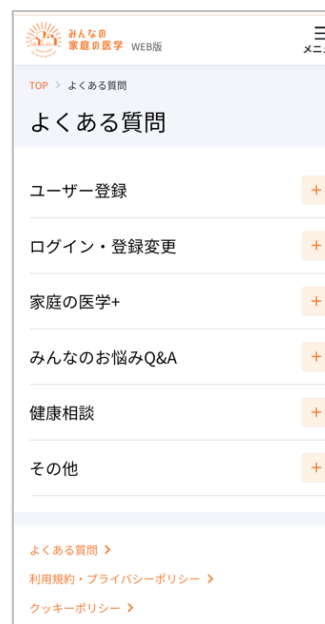 みんなの
家庭の医学 WEB版
TOP > よくある質問
よくある質問
ユーザー登録
ログイン・登録変更
家庭の医学+
みんなのお悩みQ&A
健康相談
その他
よくある質問
利用規約・プライバシーポリシー
クッキーポリシー